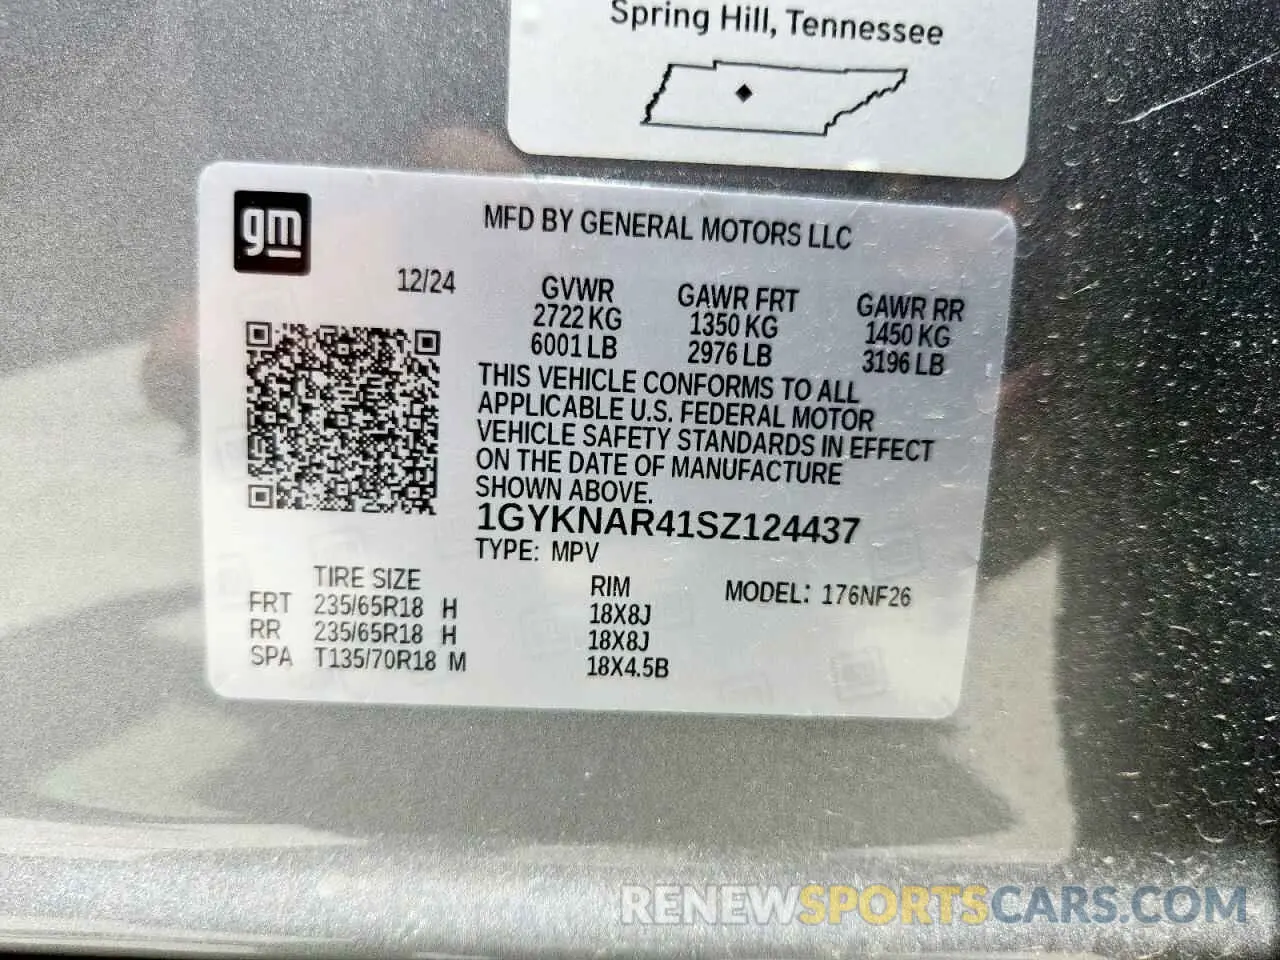 Spring Hill, Tennessee
gm
MFD BY GENERAL MOTORS LLC
12/24
GVWR GAWR FRT GAWR RR
2722 KG 1350 KG 1450 KG
6001 LB 2976 LB 3196 LB
THIS VEHICLE CONFORMS TO ALL
APPLICABLE U.S. FEDERAL MOTOR
VEHICLE SAFETY STANDARDS IN EFFECT
ON THE DATE OF MANUFACTURE
SHOWN ABOVE.
1GYKNAR41SZ124437
TYPE: MPV
TIRE SIZE RIM MODEL: 176NF26
FRT 235/65R18 H 18X8J
RR 235/65R18 H 18X8J
SPA T135/70R18 M 18X4.5B
RENEWSPORTSCARS.COM